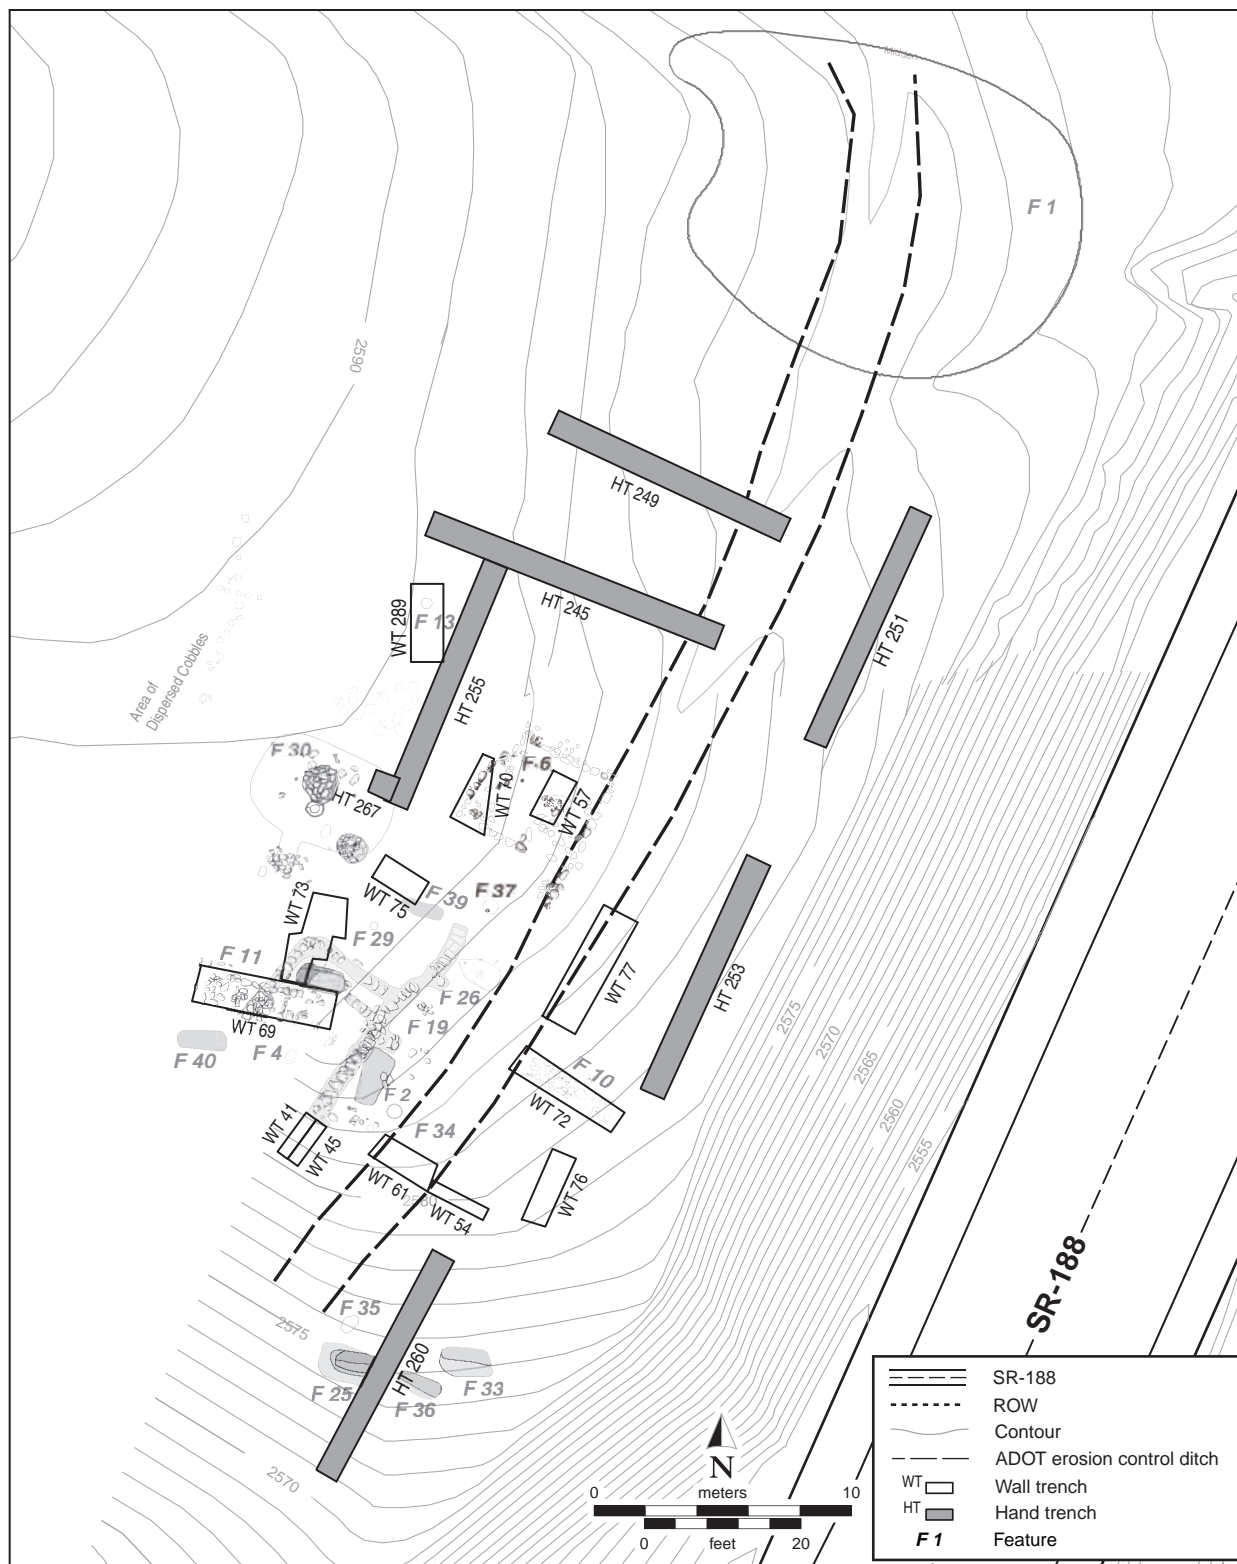 Midden
F 1
2590
HT 249
HT 245
HT 251
WT 289
F 13
HT 255
Area of
Dispersed Cobbles
F 30
HT 267
WT 70
F 6
WT 57
WT 75
F 39
F 37
WT 73
F 29
F 11
WT 69
F 40
F 4
F 26
F 19
F 2
WT 77
HT 253
F 10
WT 72
2575
2570
2565
2560
2555
WT 41
WT 45
F 34
WT 61
2580
WT 54
WT 76
F 35
2575
F 25
HT 260
F 36
F 33
2570
SR-188
N
0 meters 10
0 feet 20
SR-188
ROW
Contour
ADOT erosion control ditch
WT Wall trench
HT Hand trench
F 1 Feature